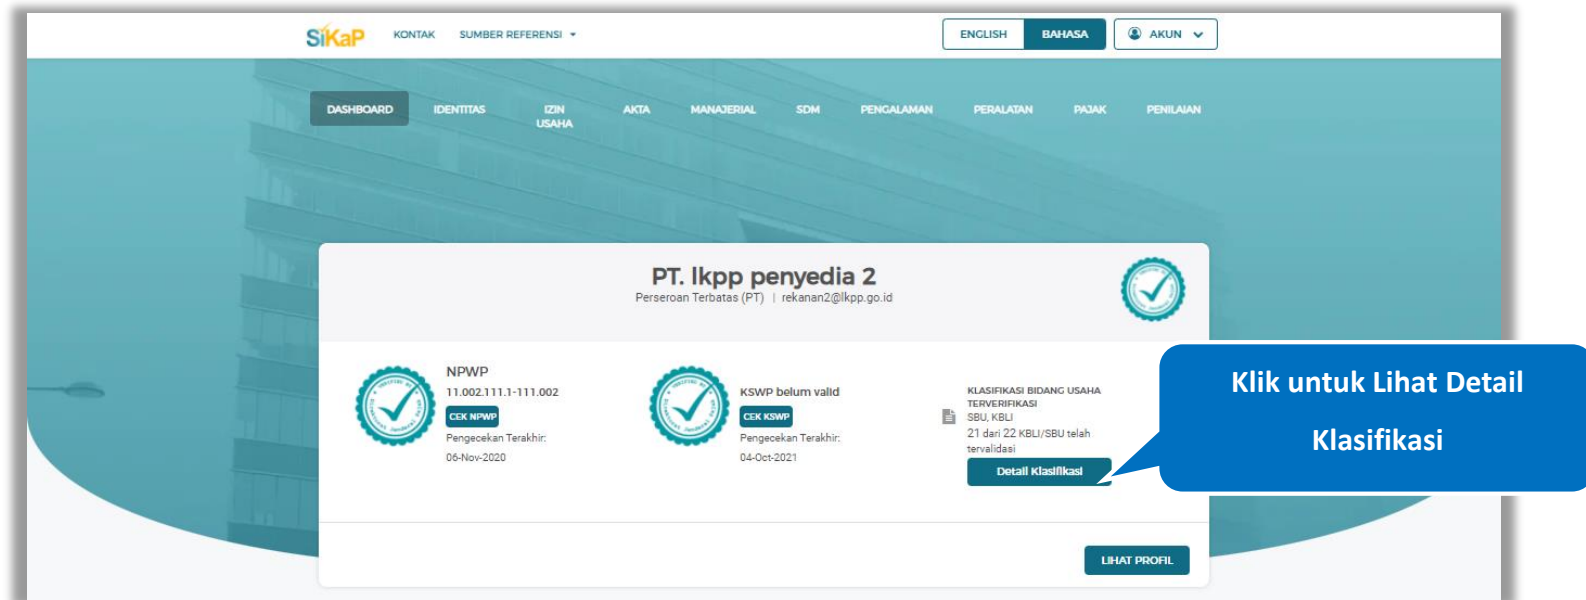 SiKaP KONTAK SUMBER REFERENSI ENGLISH BAHASA AKUN
DASHBOARD IDENTITAS IZIN USAHA AKTA MANAJERIAL SDM PENGALAMAN PERALATAN PAJAK PENILAIAN
PT. lkpp penyedia 2
Perseroan Terbatas (PT) | rekanan2@lkpp.go.id
NPWP
11.002.111.1-111.002
CEK NPWP
Pengecekan Terakhir:
06-Nov-2020
KSWP belum valid
CEK KSWP
Pengecekan Terakhir:
04-Oct-2021
KLASIFIKASI BIDANG USAHA
TERVERIFIKASI
SBU, KBLI
21 dari 22 KBLI/SBU telah
tervalidasi
Detail Klasifikasi
Klik untuk Lihat Detail
Klasifikasi
LIHAT PROFIL